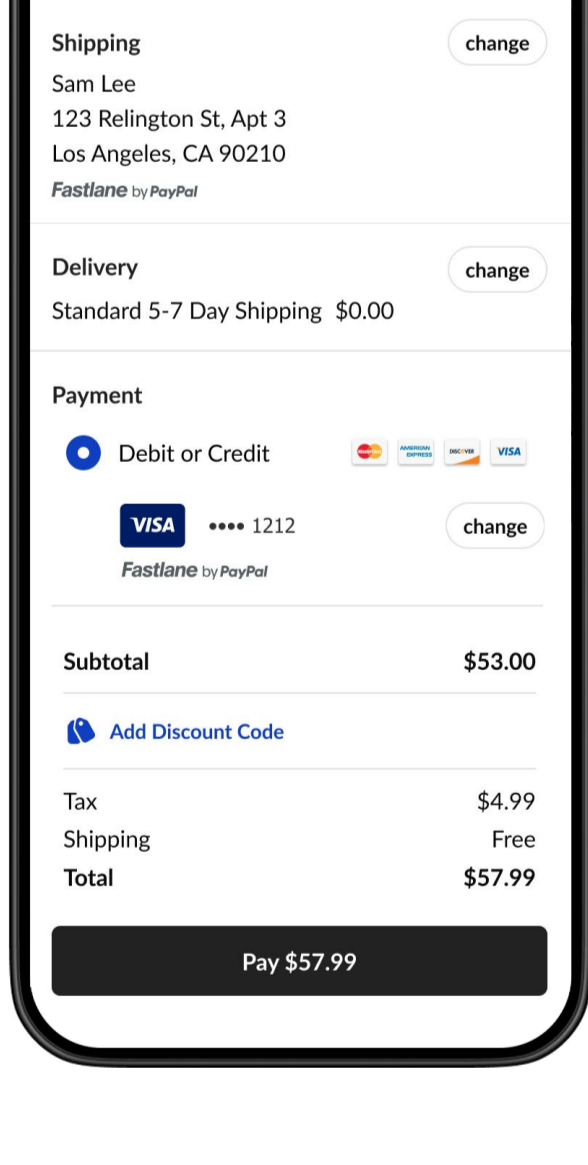 Shipping
change
Sam Lee
123 Relington St, Apt 3
Los Angeles, CA 90210
Fastlane by PayPal
Delivery
change
Standard 5-7 Day Shipping $0.00
Payment
Debit or Credit
MasterCard
AMERICAN EXPRESS
DISCOVER
VISA
VISA •••• 1212
change
Fastlane by PayPal
Subtotal $53.00
Add Discount Code
Tax $4.99
Shipping Free
Total $57.99
Pay $57.99